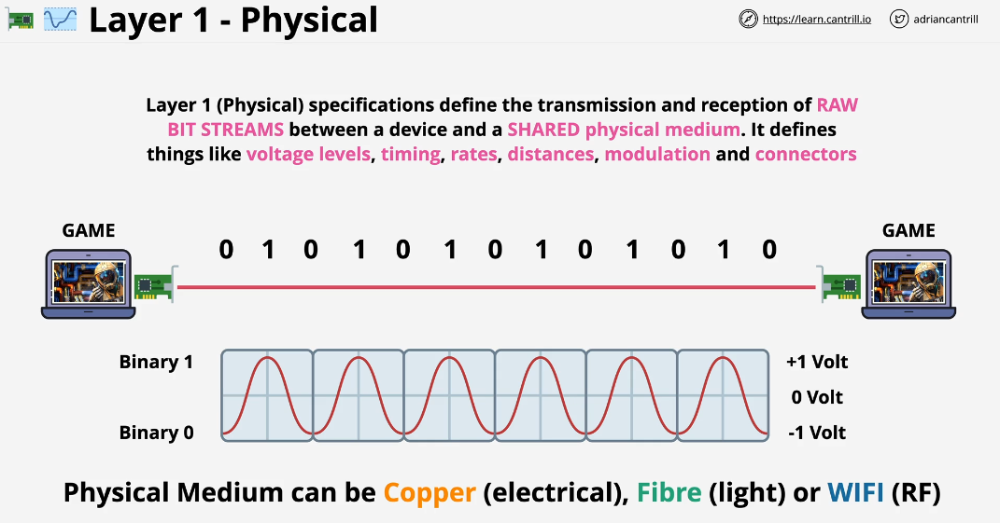 Layer 1 - Physical
https://learn.cantrill.io
adriancantrill
Layer 1 (Physical) specifications define the transmission and reception of RAW
BIT STREAMS between a device and a SHARED physical medium. It defines
things like voltage levels, timing, rates, distances, modulation and connectors
GAME
GAME
0 1 0 1 0 1 0 1 0 1 0 1 0
Binary 1
+1 Volt
0 Volt
Binary 0
-1 Volt
Physical Medium can be Copper (electrical), Fibre (light) or WIFI (RF)